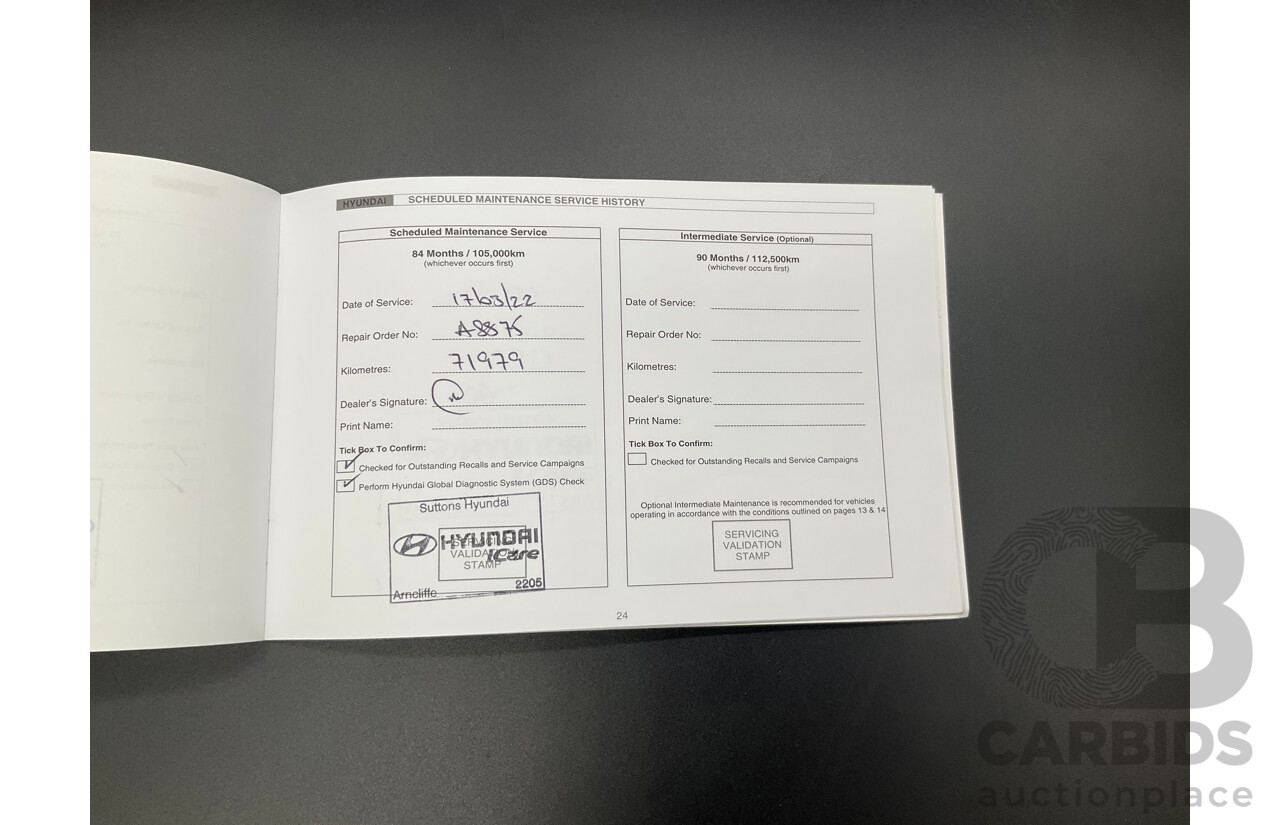 HYUNDAI SCHEDULED MAINTENANCE SERVICE HISTORY
Scheduled Maintenance Service
84 Months / 105,000km
(whichever occurs first)
Date of Service: 17/03/22
Repair Order No: A8875
Kilometres: 71979
Dealer's Signature:
Print Name:
Tick Box To Confirm:
Checked for Outstanding Recalls and Service Campaigns
Perform Hyundai Global Diagnostic System (GDS) Check
Suttons Hyundai
HYUNDAI
iCare
SERVICING
VALIDATION
STAMP
2205
Arncliffe
Intermediate Service (Optional)
90 Months / 112,500km
(whichever occurs first)
Date of Service:
Repair Order No:
Kilometres:
Dealer's Signature:
Print Name:
Tick Box To Confirm:
Checked for Outstanding Recalls and Service Campaigns
Optional Intermediate Maintenance is recommended for vehicles
operating in accordance with the conditions outlined on pages 13 & 14
SERVICING
VALIDATION
STAMP
24
CB
CARBIDS
auctionplace